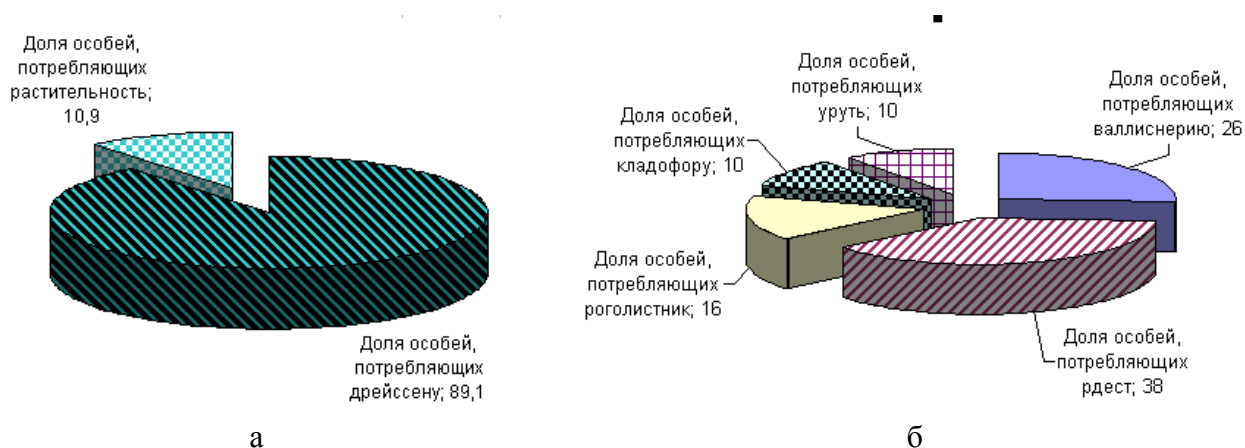 Доля особей,
потребляющих
растительность;
10,9
Доля особей,
потребляющих
дрейссену; 89,1
а
Доля особей,
потребляющих
уруть; 10
Доля особей,
потребляющих
валлиснерию; 26
Доля особей,
потребляющих
кладофору; 10
Доля особей,
потребляющих
роголистник; 16
Доля особей,
потребляющих
рдест; 38
б